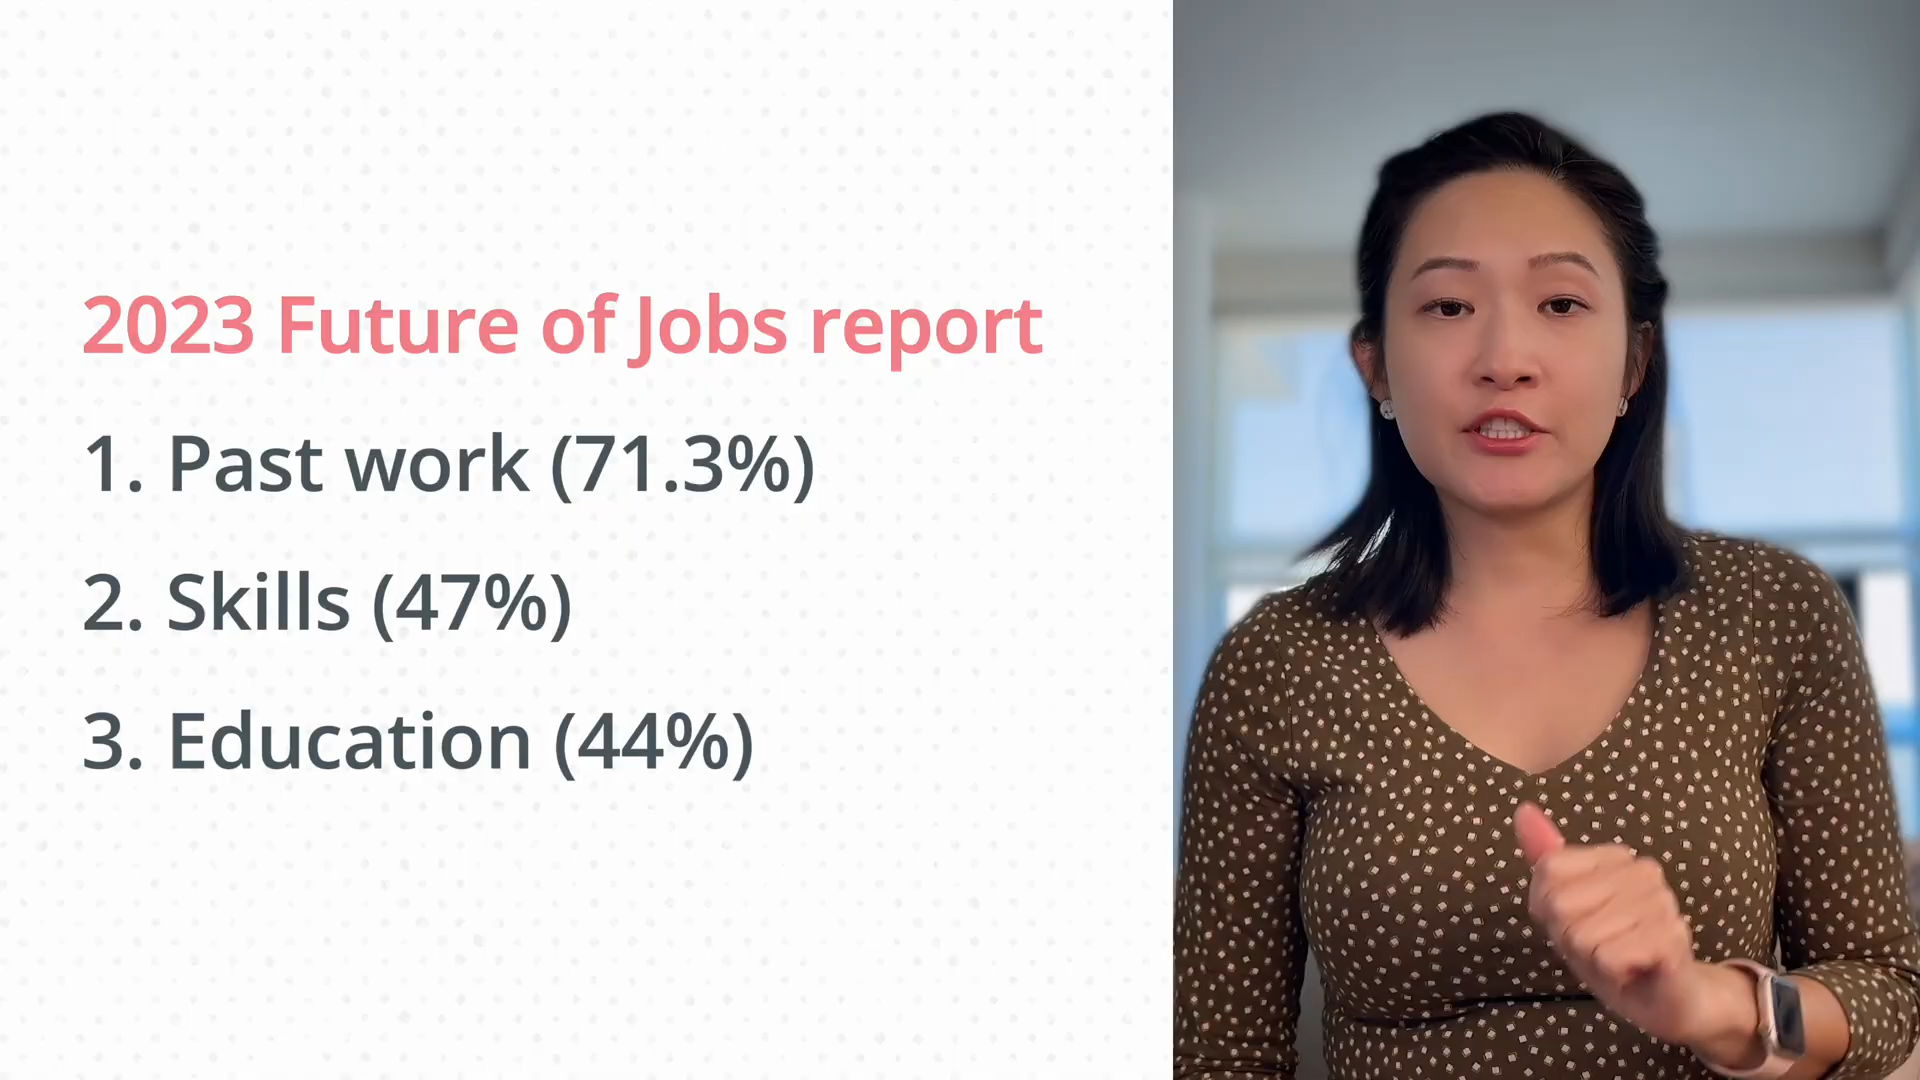 2023 Future of Jobs report
1. Past work (71.3%)
2. Skills (47%)
3. Education (44%)